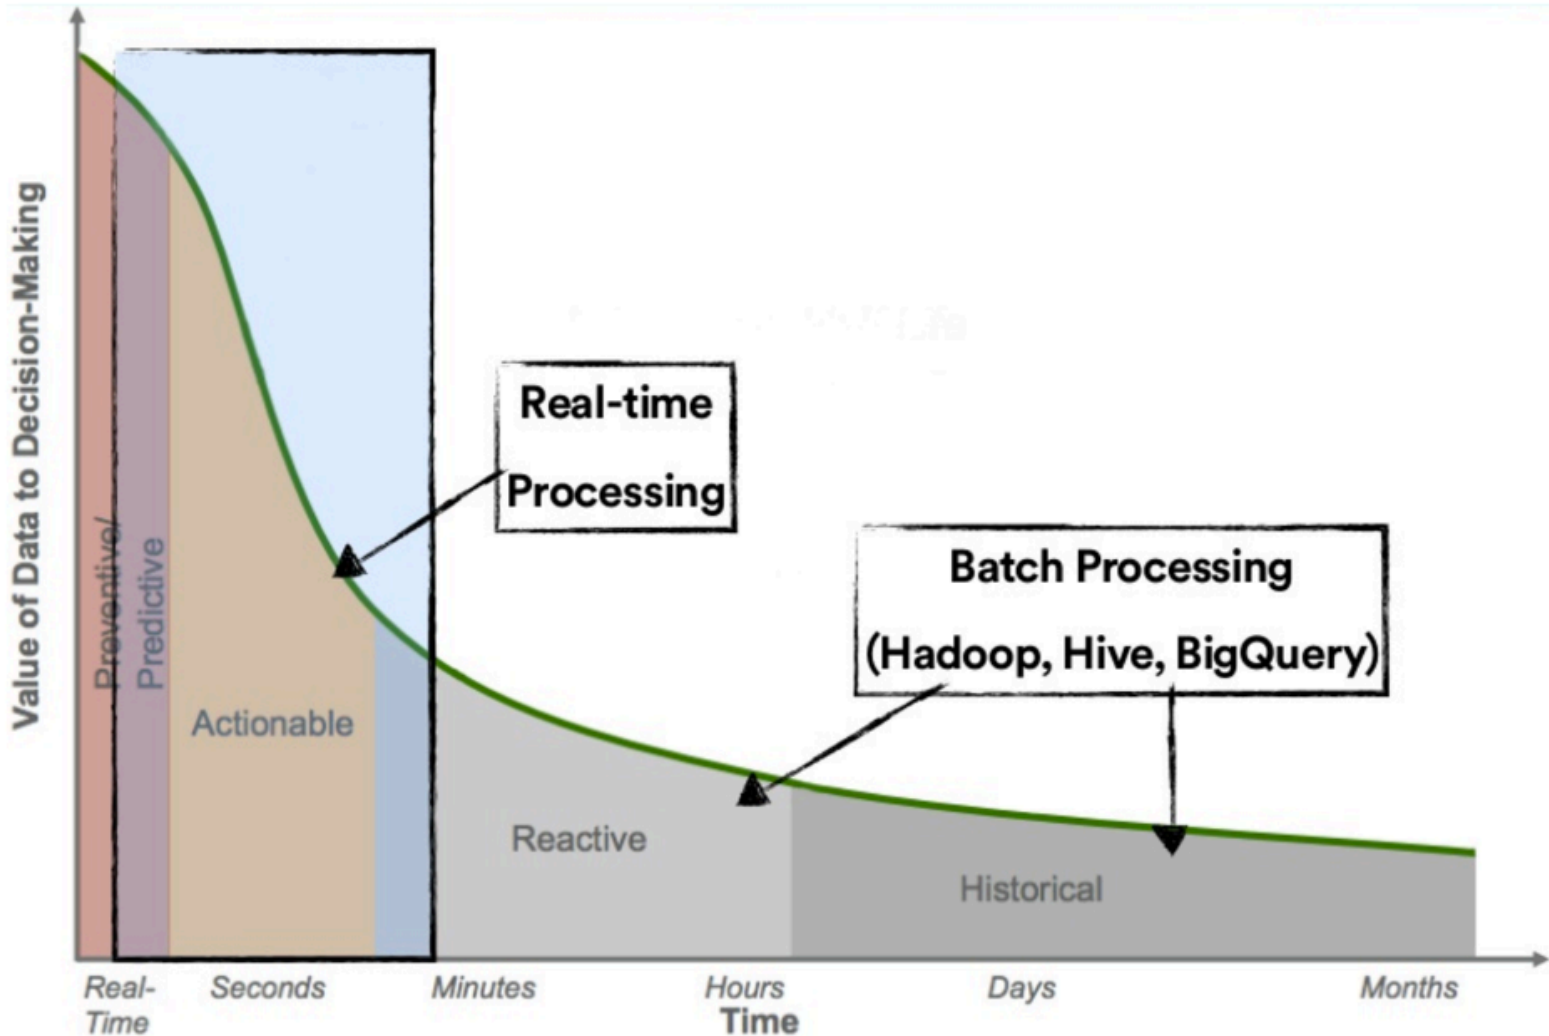 Value of Data to Decision-Making
Preventive/
Predictive
Actionable
Real-time
Processing
Batch Processing
(Hadoop, Hive, BigQuery)
Reactive
Historical
Real-
Time
Seconds
Minutes
Hours
Days
Months
Time